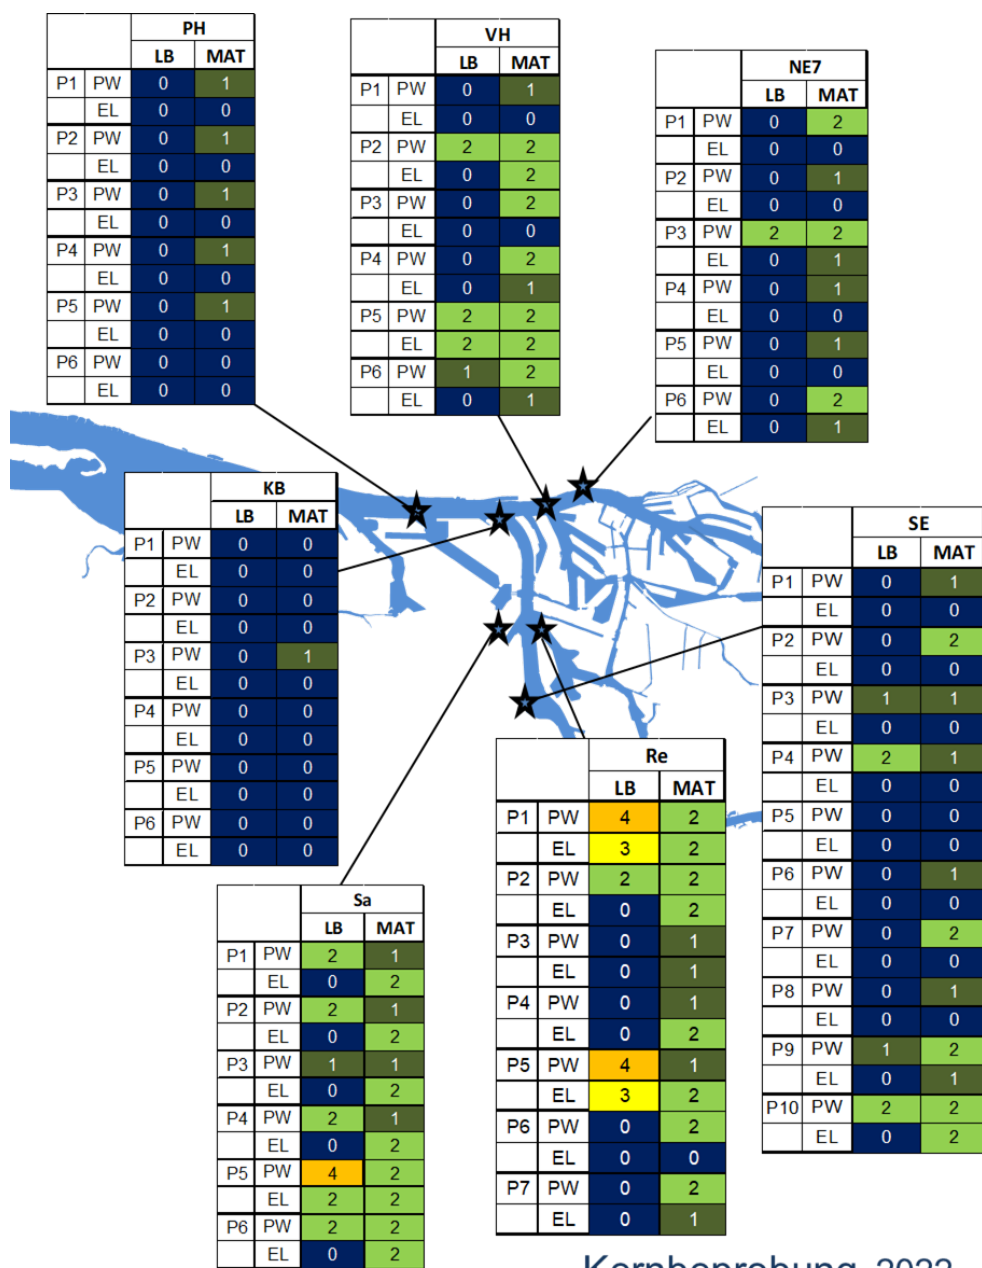 PH
LB MAT
P1 PW 0 1
EL 0 0
P2 PW 0 1
EL 0 0
P3 PW 0 1
EL 0 0
P4 PW 0 1
EL 0 0
P5 PW 0 1
EL 0 0
P6 PW 0 0
EL 0 0
VH
LB MAT
P1 PW 0 1
EL 0 0
P2 PW 2 2
EL 0 2
P3 PW 0 2
EL 0 0
P4 PW 0 2
EL 0 1
P5 PW 2 2
EL 2 2
P6 PW 1 2
EL 0 1
NE7
LB MAT
P1 PW 0 2
EL 0 0
P2 PW 0 1
EL 0 0
P3 PW 2 2
EL 0 1
P4 PW 0 1
EL 0 0
P5 PW 0 1
EL 0 0
P6 PW 0 2
EL 0 1
KB
LB MAT
P1 PW 0 0
EL 0 0
P2 PW 0 0
EL 0 0
P3 PW 0 1
EL 0 0
P4 PW 0 0
EL 0 0
P5 PW 0 0
EL 0 0
P6 PW 0 0
EL 0 0
SE
LB MAT
P1 PW 0 1
EL 0 0
P2 PW 0 2
EL 0 0
P3 PW 1 1
EL 0 0
P4 PW 2 1
EL 0 0
P5 PW 0 0
EL 0 0
P6 PW 0 1
EL 0 0
P7 PW 0 2
EL 0 0
P8 PW 0 1
EL 0 0
P9 PW 1 2
EL 0 1
P10 PW 2 2
EL 0 2
Re
LB MAT
P1 PW 4 2
EL 3 2
P2 PW 2 2
EL 0 2
P3 PW 0 1
EL 0 1
P4 PW 0 1
EL 0 2
P5 PW 4 1
EL 3 2
P6 PW 0 2
EL 0 0
P7 PW 0 2
EL 0 1
Sa
LB MAT
P1 PW 2 1
EL 0 2
P2 PW 2 1
EL 0 2
P3 PW 1 1
EL 0 2
P4 PW 2 1
EL 0 2
P5 PW 4 2
EL 2 2
P6 PW 2 2
EL 0 2
Kernbeprobung 2022